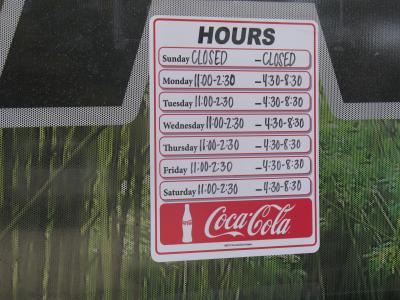 HOURS
Sunday CLOSED - CLOSED
Monday 11:00-2:30 - 4:30-8:30
Tuesday 11:00-2:30 - 4:30-8:30
Wednesday 11:00-2:30 - 4:30-8:30
Thursday 11:00-2:30 - 4:30-8:30
Friday 11:00-2:30 - 4:30-8:30
Saturday 11:00-2:30 - 4:30-8:30
Coca-Cola